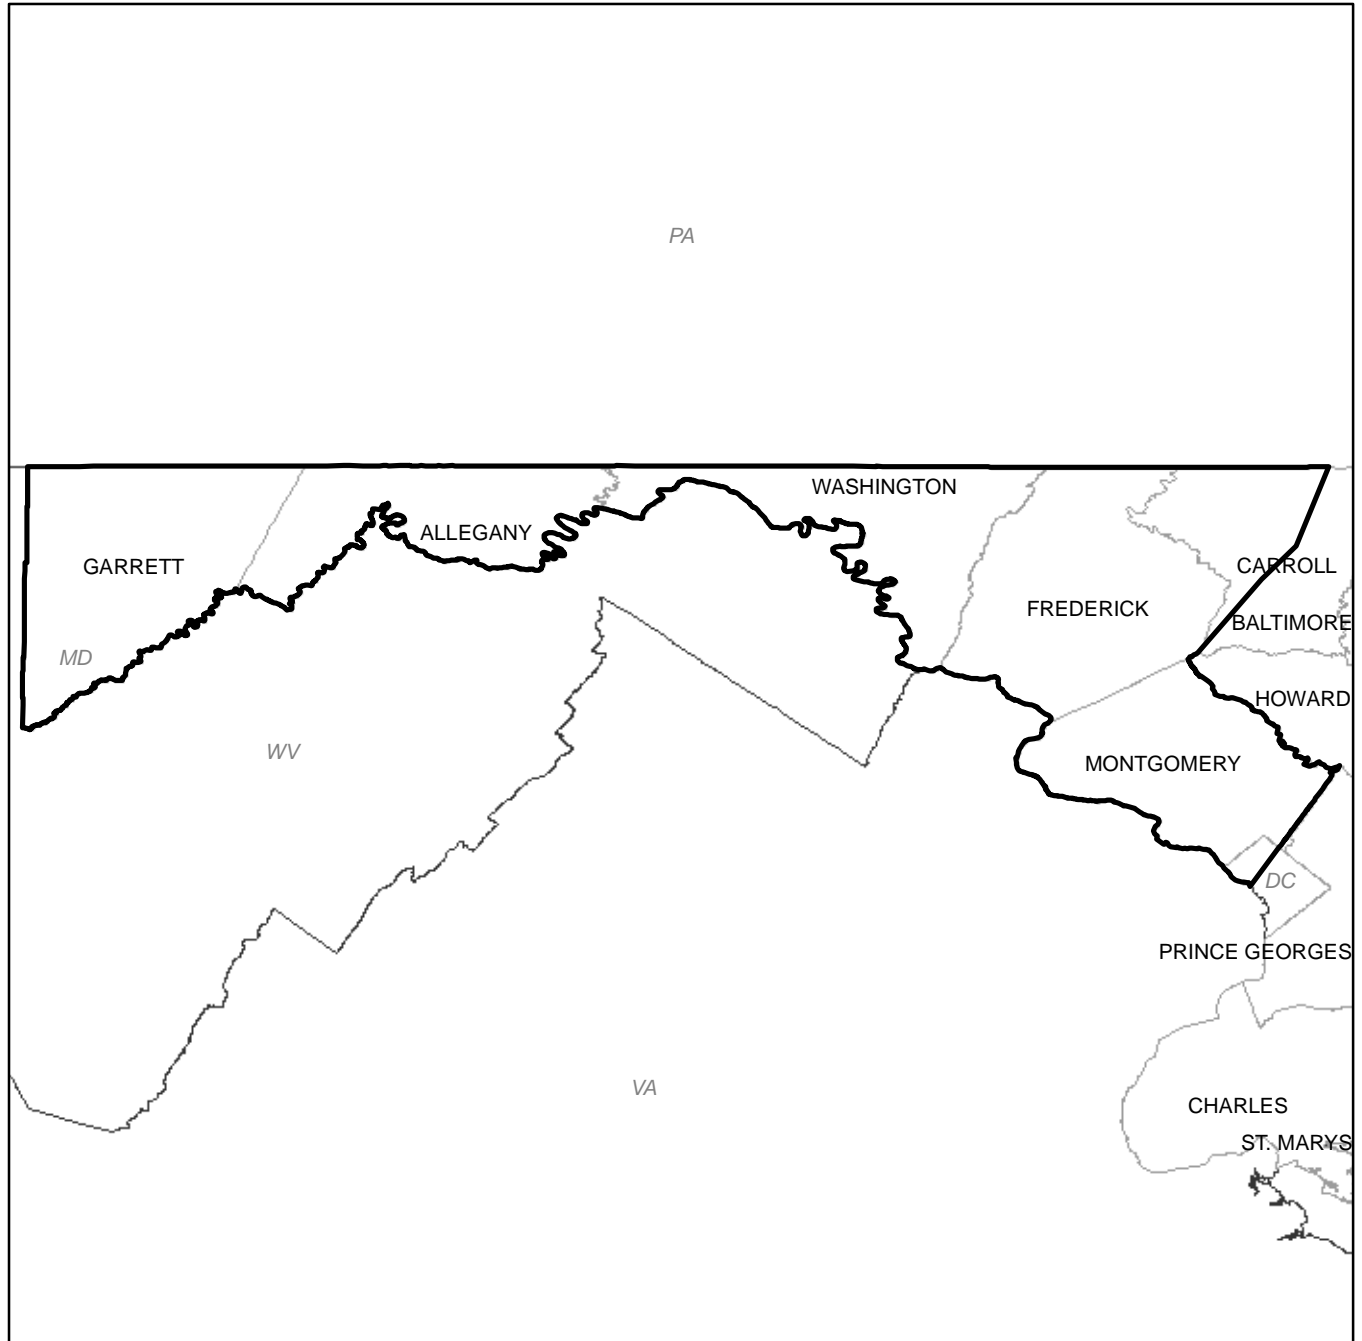 PA
WASHINGTON
ALLEGANY
GARRETT
CARROLL
FREDERICK
BALTIMORE
MD
HOWARD
WV
MONTGOMERY
DC
PRINCE GEORGES
VA
CHARLES
ST. MARYS